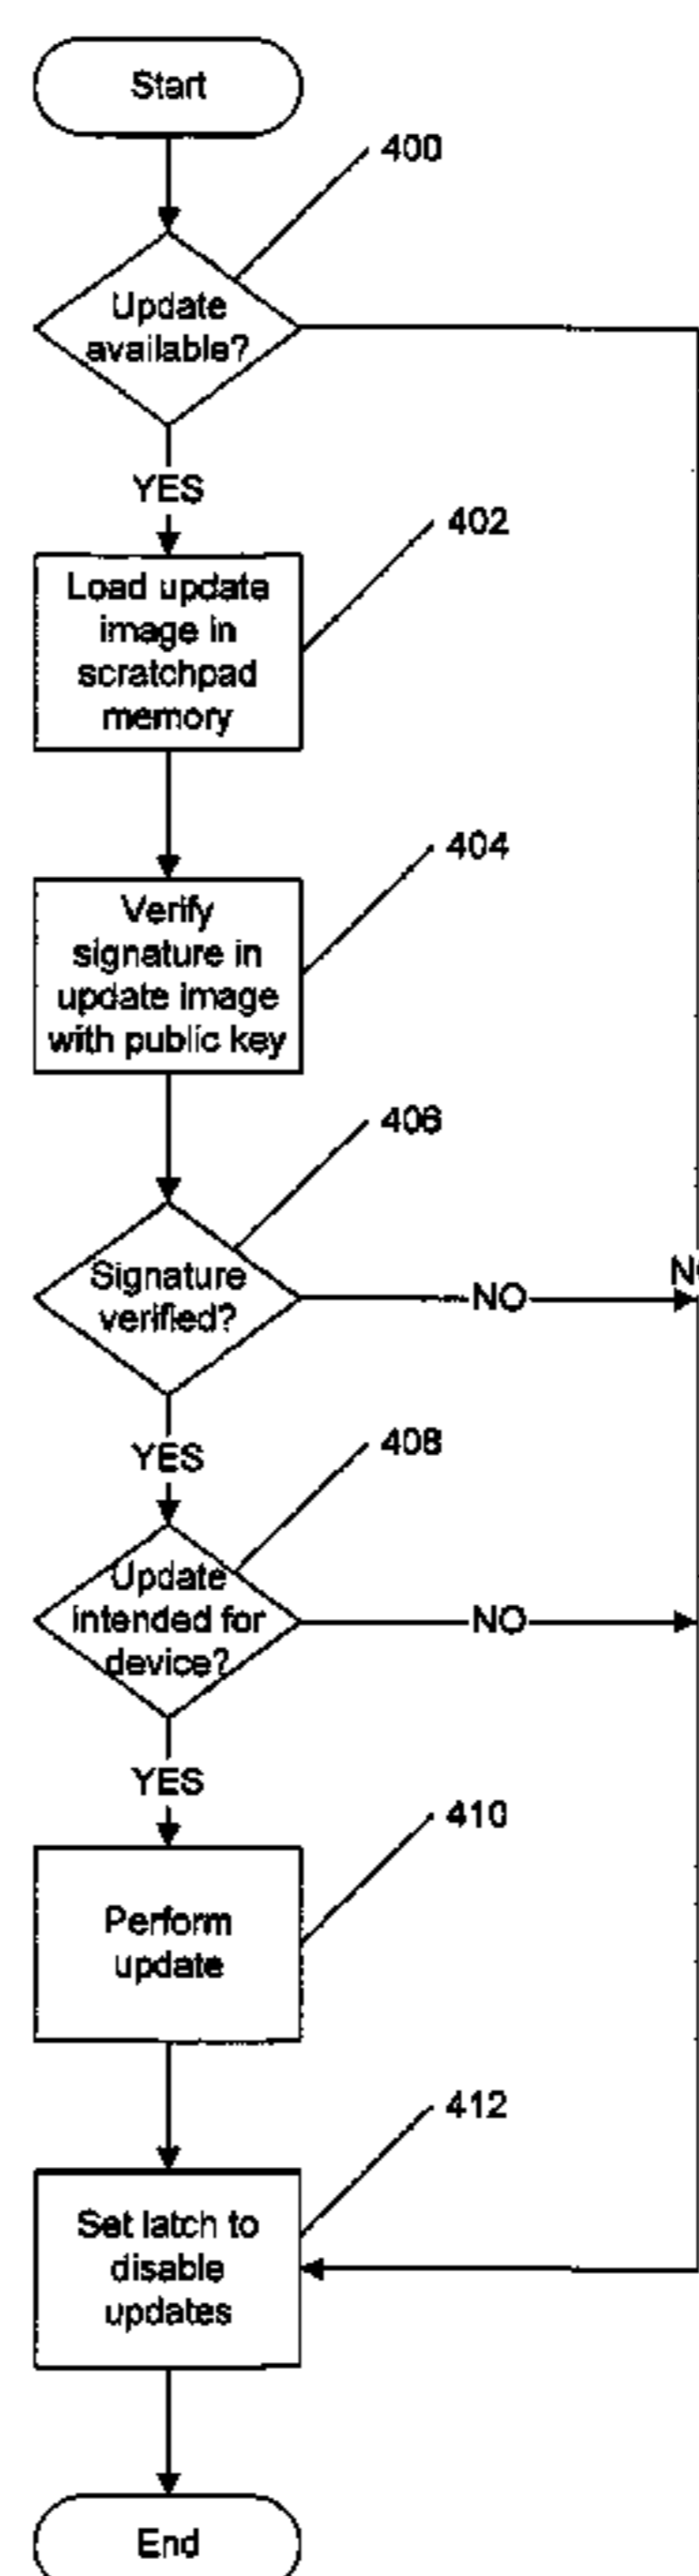 Start
400
Update
available?
YES
402
Load update
image in
scratchpad
memory
404
Verify
signature in
update image
with public key
406
Signature
verified?
NO
YES
408
Update
intended for
device?
NO
YES
410
Perform
update
412
Set latch to
disable
updates
End